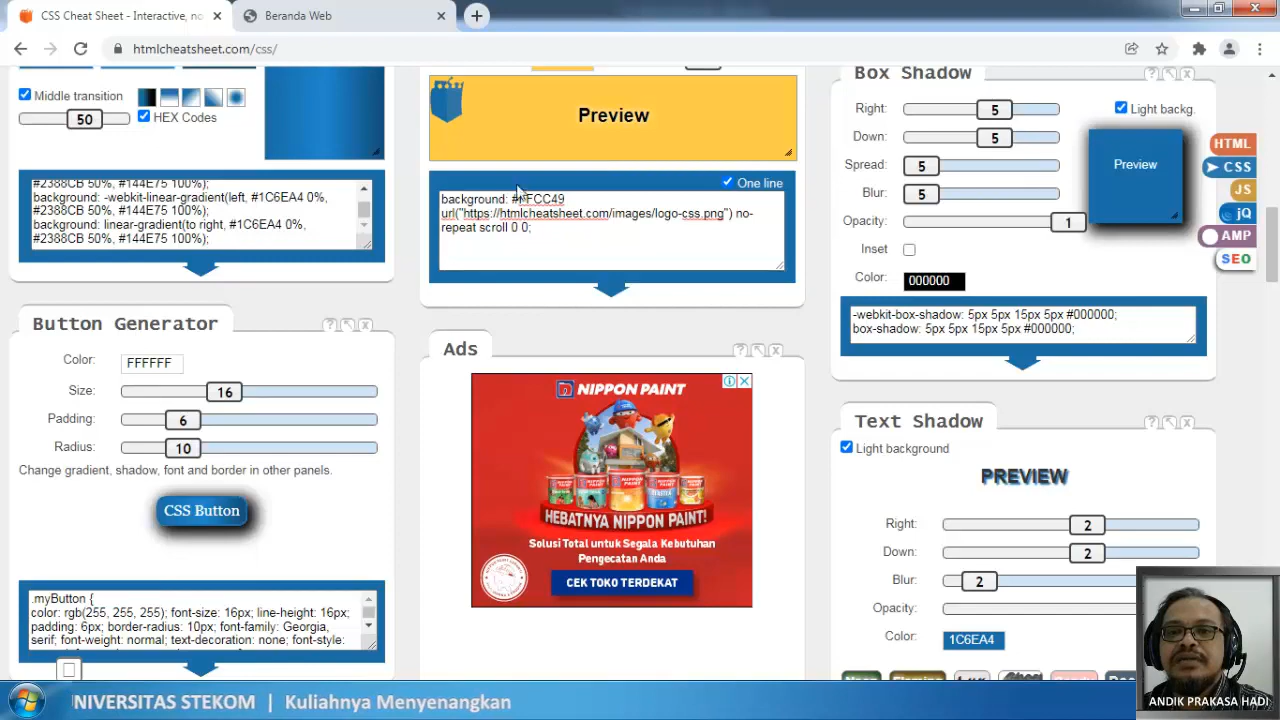 CSS Cheat Sheet - Interactive, no
Beranda Web
htmlcheatsheet.com/css/
Middle transition
50
HEX Codes
#2388CB 50%, #144E75 100%);
background: -webkit-linear-gradient(left, #1C6EA4 0%,
#2388CB 50%, #144E75 100%);
background: linear-gradient(to right, #1C6EA4 0%,
#2388CB 50%, #144E75 100%);
Button Generator
Color: FFFFFF
Size: 16
Padding: 6
Radius: 10
Change gradient, shadow, font and border in other panels.
CSS Button
.myButton {
color: rgb(255, 255, 255); font-size: 16px; line-height: 16px;
padding: 6px; border-radius: 10px; font-family: Georgia,
serif; font-weight: normal; text-decoration: none; font-style:
Preview
One line
background: #FFCC49
url("https://htmlcheatsheet.com/images/logo-css.png") no-
repeat scroll 0 0;
Ads
NIPPON PAINT
HEBATNYA NIPPON PAINT!
Solusi Total untuk Segala Kebutuhan
Pengecatan Anda
CEK TOKO TERDEKAT
Box Shadow
Right: 5
Light backg.
Down: 5
Spread: 5
Preview
Blur: 5
Opacity: 1
Inset
Color: 000000
-webkit-box-shadow: 5px 5px 15px 5px #000000;
box-shadow: 5px 5px 15px 5px #000000;
Text Shadow
Light background
PREVIEW
Right: 2
Down: 2
Blur: 2
Opacity:
Color: 1C6EA4
HTML
CSS
JS
jQ
AMP
SEO
NIVERSITAS STEKOM | Kuliahnya Menyenangkan
ANDIK PRAKASA HADI